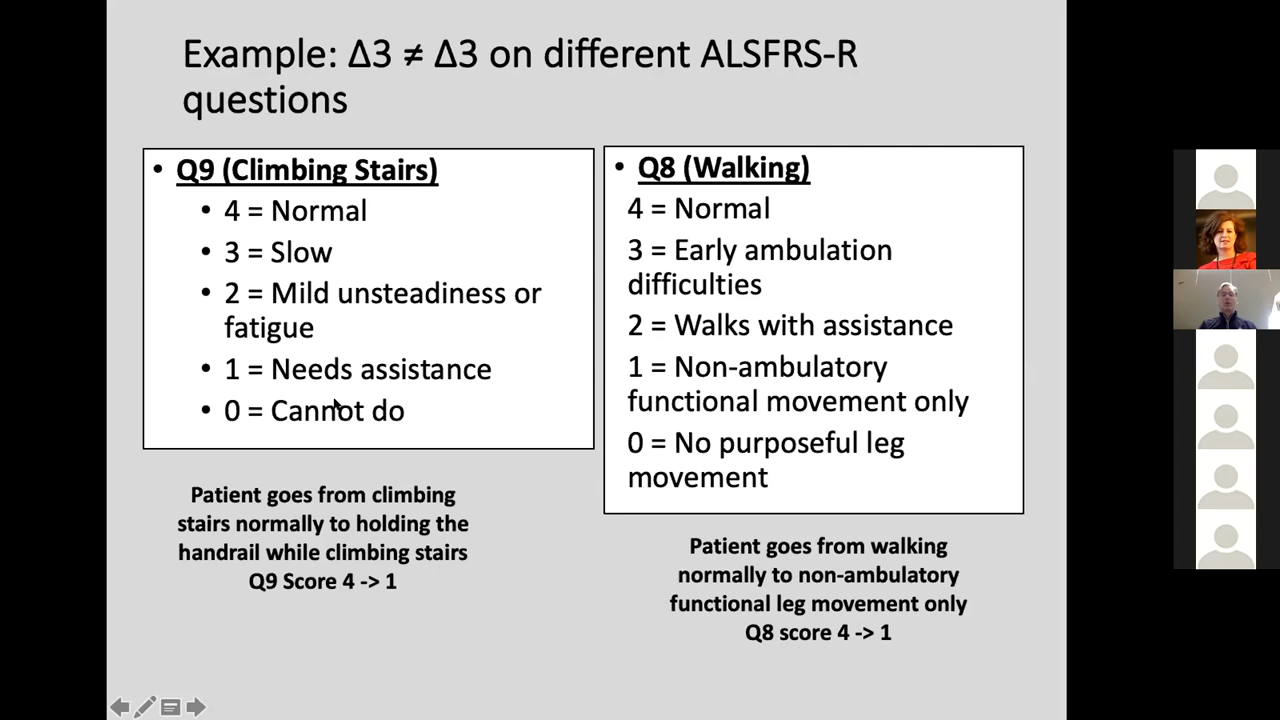 Example: Δ3 ≠ Δ3 on different ALSFRS-R
questions
• Q9 (Climbing Stairs)
• 4 = Normal
• 3 = Slow
• 2 = Mild unsteadiness or
fatigue
• 1 = Needs assistance
• 0 = Cannot do
Patient goes from climbing
stairs normally to holding the
handrail while climbing stairs
Q9 Score 4 -> 1
• Q8 (Walking)
4 = Normal
3 = Early ambulation
difficulties
2 = Walks with assistance
1 = Non-ambulatory
functional movement only
0 = No purposeful leg
movement
Patient goes from walking
normally to non-ambulatory
functional leg movement only
Q8 score 4 -> 1